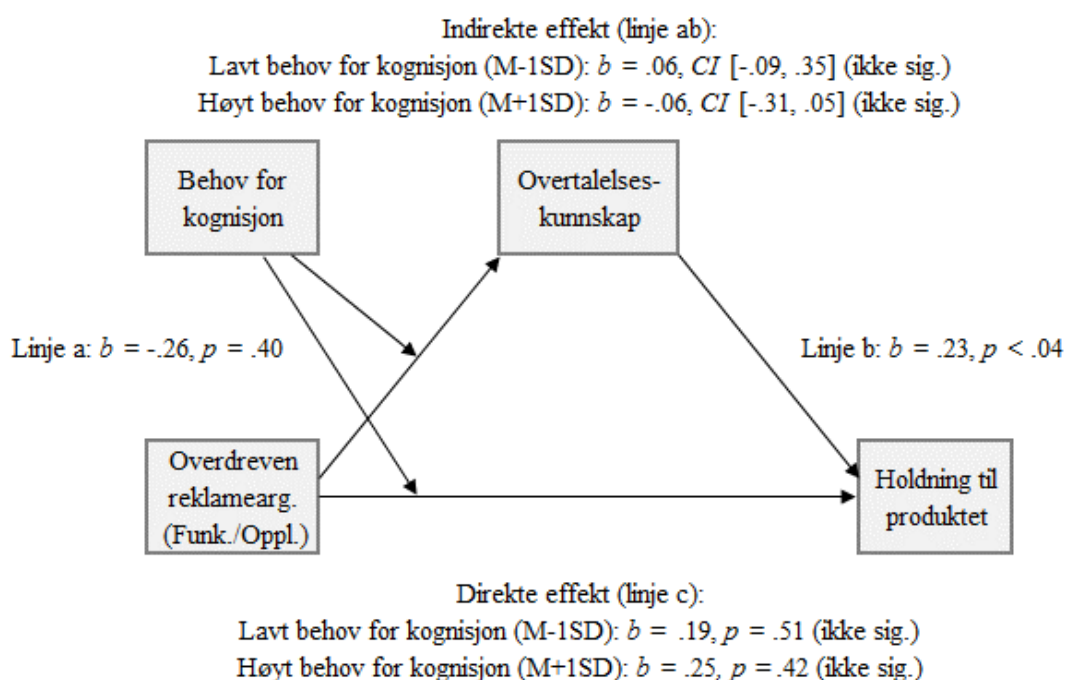 Indirekte effekt (linje ab):
Lavt behov for kognisjon (M-1SD): b = .06, CI [-.09, .35] (ikke sig.)
Høyt behov for kognisjon (M+1SD): b = -.06, CI [-.31, .05] (ikke sig.)
Behov for
kognisjon
Overtalelses-
kunnskap
Linje a: b = -.26, p = .40
Linje b: b = .23, p < .04
Overdreven
reklamearg.
(Funk./Oppl.)
Holdning til
produktet
Direkte effekt (linje c):
Lavt behov for kognisjon (M-1SD): b = .19, p = .51 (ikke sig.)
Høyt behov for kognisjon (M+1SD): b = .25, p =.42 (ikke sig.)